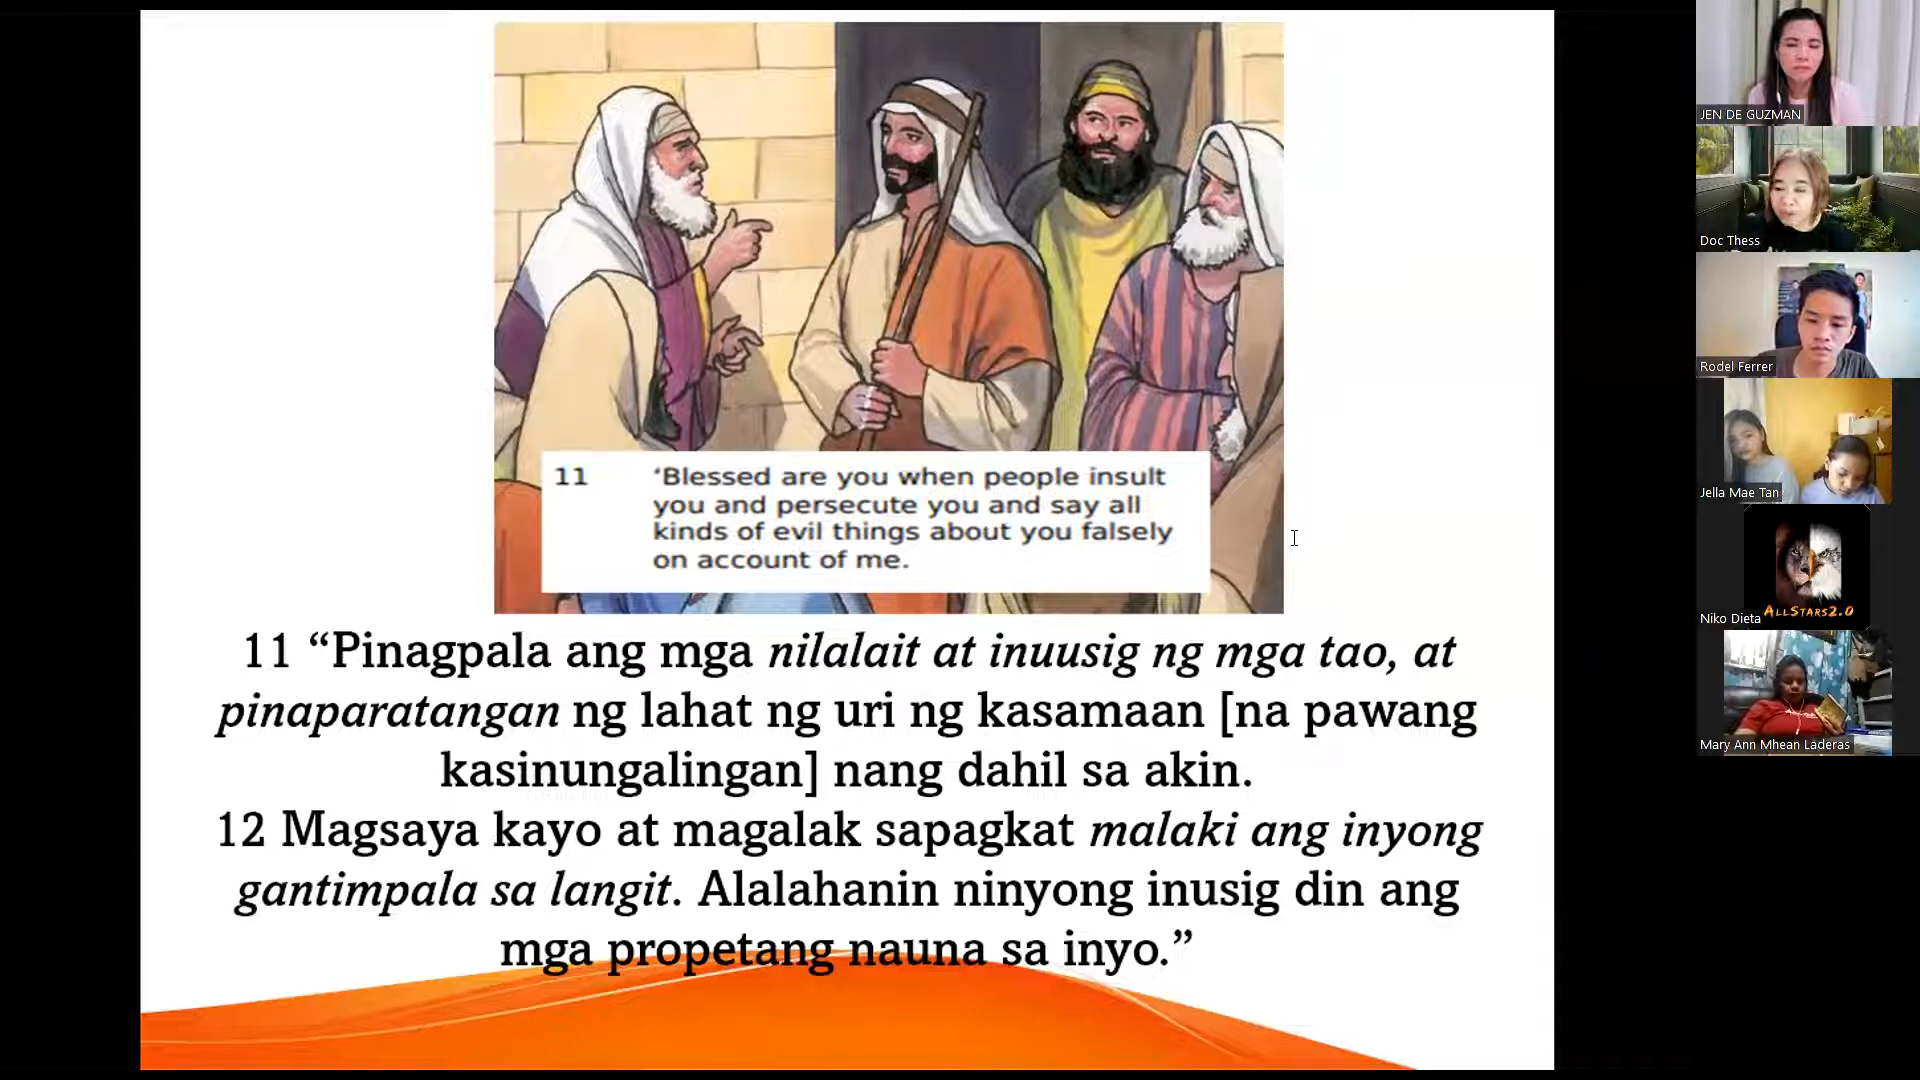 11 ‘Blessed are you when people insult
you and persecute you and say all
kinds of evil things about you falsely
on account of me.
11 “Pinagpala ang mga nilalait at inuusig ng mga tao, at
pinaparatangan ng lahat ng uri ng kasamaan [na pawang
kasinungalingan] nang dahil sa akin.
12 Magsaya kayo at magalak sapagkat malaki ang inyong
gantimpala sa langit. Alalahanin ninyong inusig din ang
mga propetang nauna sa inyo.”
JEN DE GUZMAN
Doc Thess
Rodel Ferrer
Jella Mae Tan
ALLSTARS2.0
Niko Dieta
Mary Ann Mhean Laderas